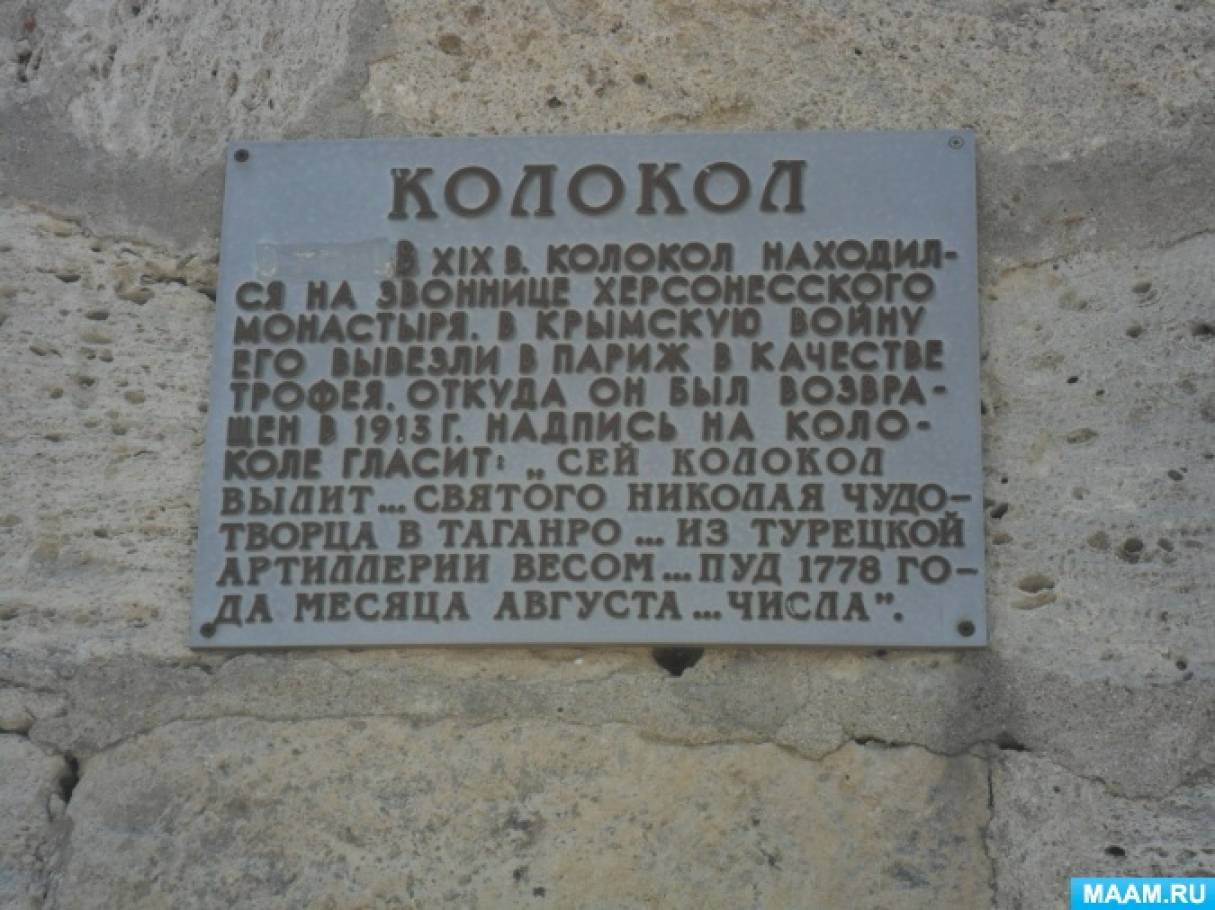 КОЛОКОЛ
В XIX В. КОЛОКОЛ НАХОДИЛ-
СЯ НА ЗВОННИЦЕ ХЕРСОНЕССКОГО
МОНАСТЫРЯ. В КРЫМСКУЮ ВОЙНУ
ЕГО ВЫВЕЗЛИ В ПАРИЖ В КАЧЕСТВЕ
ТРОФЕЯ, ОТКУДА ОН БЫЛ ВОЗВРА-
ЩЕН В 1913 Г. НАДПИСЬ НА КОЛО-
КОЛЕ ГЛАСИТ: „СЕЙ КОЛОКОЛ
ВЫЛИТ... СВЯТОГО НИКОЛАЯ ЧУДО-
ТВОРЦА В ТАГАНРО ... ИЗ ТУРЕЦКОЙ
АРТИЛЛЕРИИ ВЕСОМ... ПУД 1778 ГО-
ДА МЕСЯЦА АВГУСТА ... ЧИСЛА".
MAAM.RU